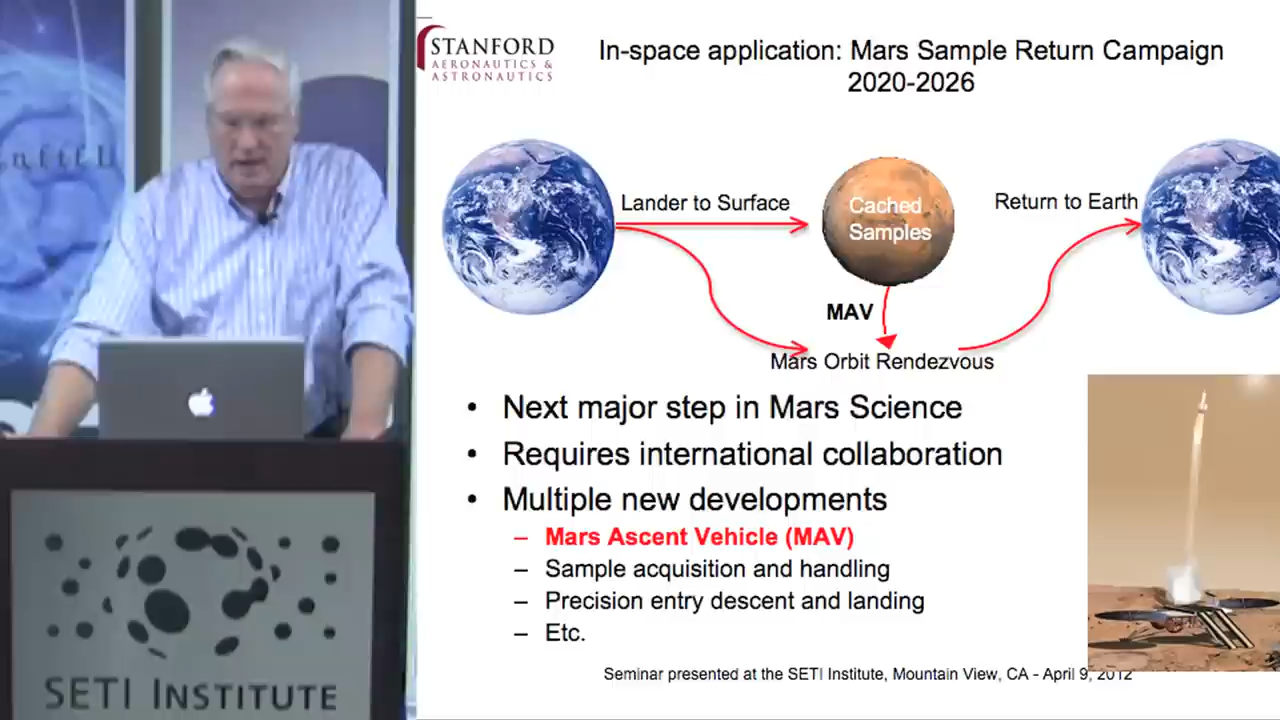 STANFORD
AERONAUTICS &
ASTRONAUTICS
In-space application: Mars Sample Return Campaign
2020-2026
Lander to Surface
Cached
Samples
Return to Earth
MAV
Mars Orbit Rendezvous
• Next major step in Mars Science
• Requires international collaboration
• Multiple new developments
– Mars Ascent Vehicle (MAV)
– Sample acquisition and handling
– Precision entry descent and landing
– Etc.
Seminar presented at the SETI Institute, Mountain View, CA - April 9, 2012
SETI INSTITUTE